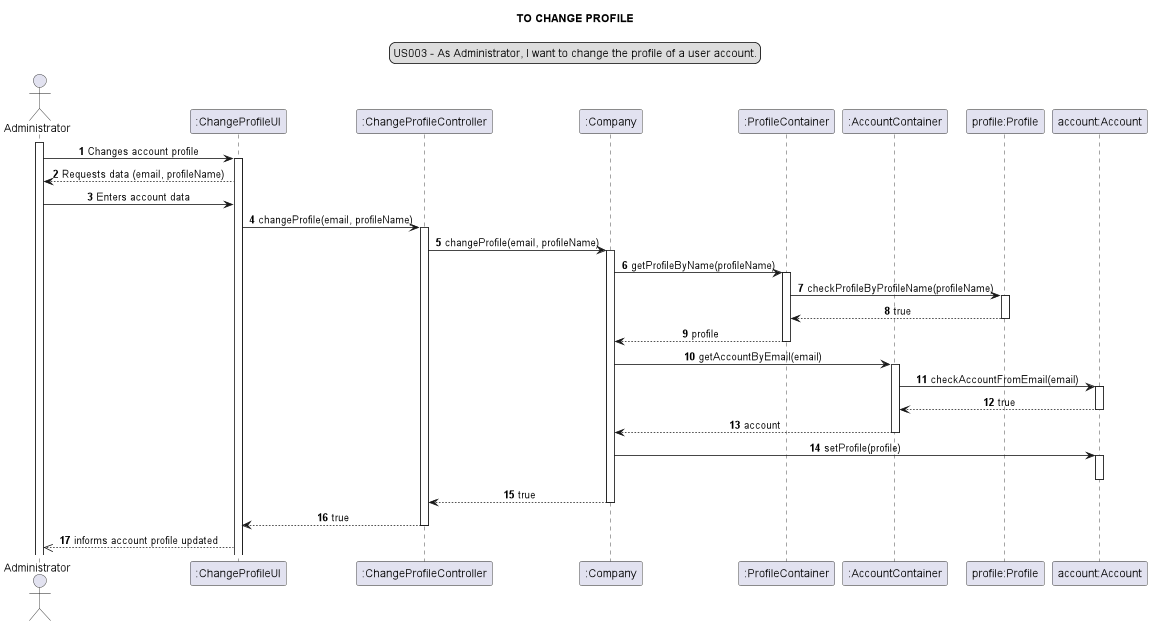 TO CHANGE PROFILE
US003 - As Administrator, I want to change the profile of a user account.
Administrator
:ChangeProfileUI
:ChangeProfileController
:Company
:ProfileContainer
:AccountContainer
profile:Profile
account:Account
1 Changes account profile
2 Requests data (email, profileName)
3 Enters account data
4 changeProfile(email, profileName)
5 changeProfile(email, profileName)
6 getProfileByName(profileName)
7 checkProfileByProfileName(profileName)
8 true
9 profile
10 getAccountByEmail(email)
11 checkAccountFromEmail(email)
12 true
13 account
14 setProfile(profile)
15 true
16 true
17 informs account profile updated
Administrator
:ChangeProfileUI
:ChangeProfileController
:Company
:ProfileContainer
:AccountContainer
profile:Profile
account:Account